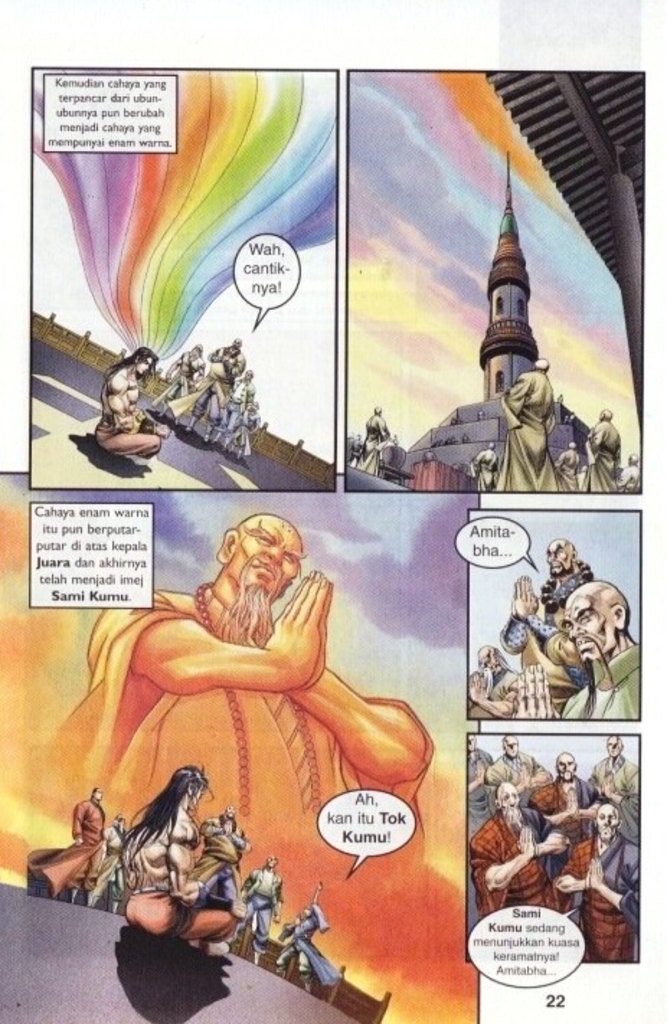 Kemudian cahaya yang
terpancar dari ubun-
ubunnya pun berubah
menjadi cahaya yang
mempunyai enam warna.
Wah,
cantik-
nya!
Cahaya enam warna
itu pun berputar-
putar di atas kepala
Juara dan akhirnya
telah menjadi imej
Sami Kumu.
Ah,
kan itu Tok
Kumu!
Amita-
bha...
Sami
Kumu sedang
menunjukkan kuasa
keramatnya!
Amitabha...
22